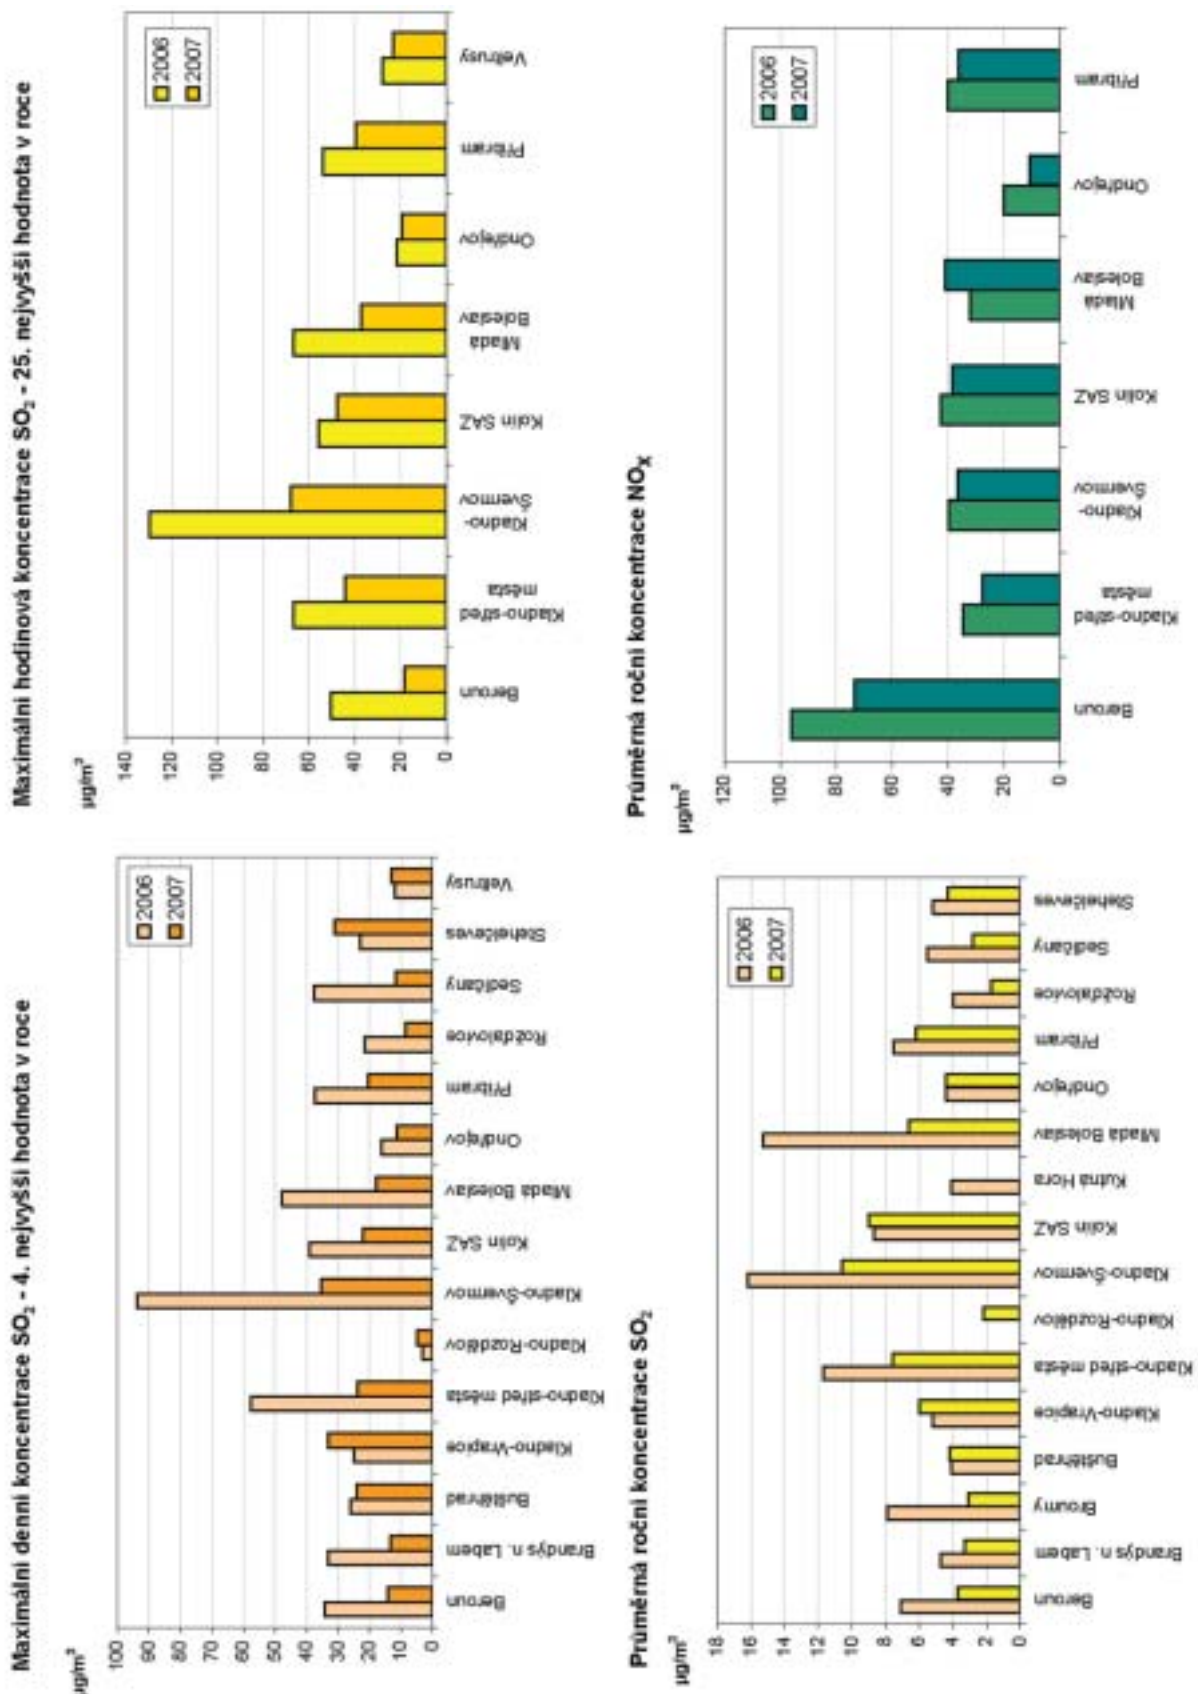 Maximální denní koncentrace SO₂ - 4. nejvyšší hodnota v roce
µg/m³
100
90
80
70
60
50
40
30
20
10
0
2006
2007
Beroun
Brandýs n. Labem
Buštěhrad
Kladno-Vrapice
Kladno-střed města
Kladno-Rozdělov
Kladno-Švermov
Kolín SAZ
Mladá Boleslav
Ondřejov
Příbram
Rožďalovice
Sedlčany
Stehelčeves
Veltrusy
Maximální hodinová koncentrace SO₂ - 25. nejvyšší hodnota v roce
µg/m³
140
120
100
80
60
40
20
0
2006
2007
Beroun
Kladno-střed
města
Kladno-
Švermov
Kolín SAZ
Mladá
Boleslav
Ondřejov
Příbram
Veltrusy
Průměrná roční koncentrace SO₂
µg/m³
18
16
14
12
10
8
6
4
2
0
2006
2007
Beroun
Brandýs n. Labem
Broumy
Buštěhrad
Kladno-Vrapice
Kladno-střed města
Kladno-Rozdělov
Kladno-Švermov
Kolín SAZ
Kutná Hora
Mladá Boleslav
Ondřejov
Příbram
Rožďalovice
Sedlčany
Stehelčeves
Průměrná roční koncentrace NOₓ
µg/m³
120
100
80
60
40
20
0
2006
2007
Beroun
Kladno-střed
města
Kladno-
Švermov
Kolín SAZ
Mladá
Boleslav
Ondřejov
Příbram